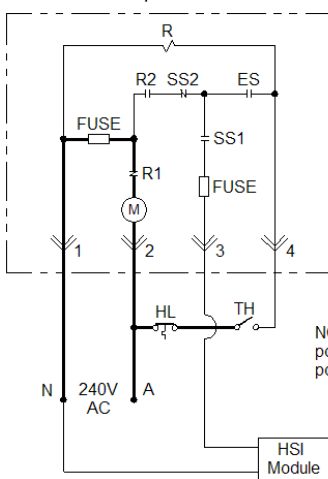 R
R2 SS2 ES
FUSE
SS1
R1
FUSE
M
1 2 3 4
HL TH
N 240V A
AC
HSI
Module